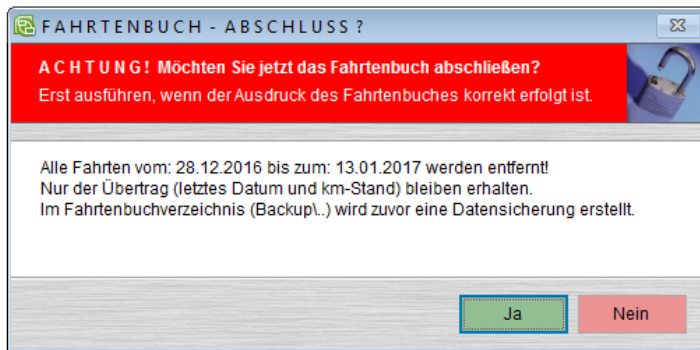 FAHRTENBUCH - ABSCHLUSS ?
ACHTUNG! Möchten Sie jetzt das Fahrtenbuch abschließen?
Erst ausführen, wenn der Ausdruck des Fahrtenbuches korrekt erfolgt ist.
Alle Fahrten vom: 28.12.2016 bis zum: 13.01.2017 werden entfernt!
Nur der Übertrag (letztes Datum und km-Stand) bleiben erhalten.
Im Fahrtenbuchverzeichnis (Backup\..) wird zuvor eine Datensicherung erstellt.
Ja
Nein